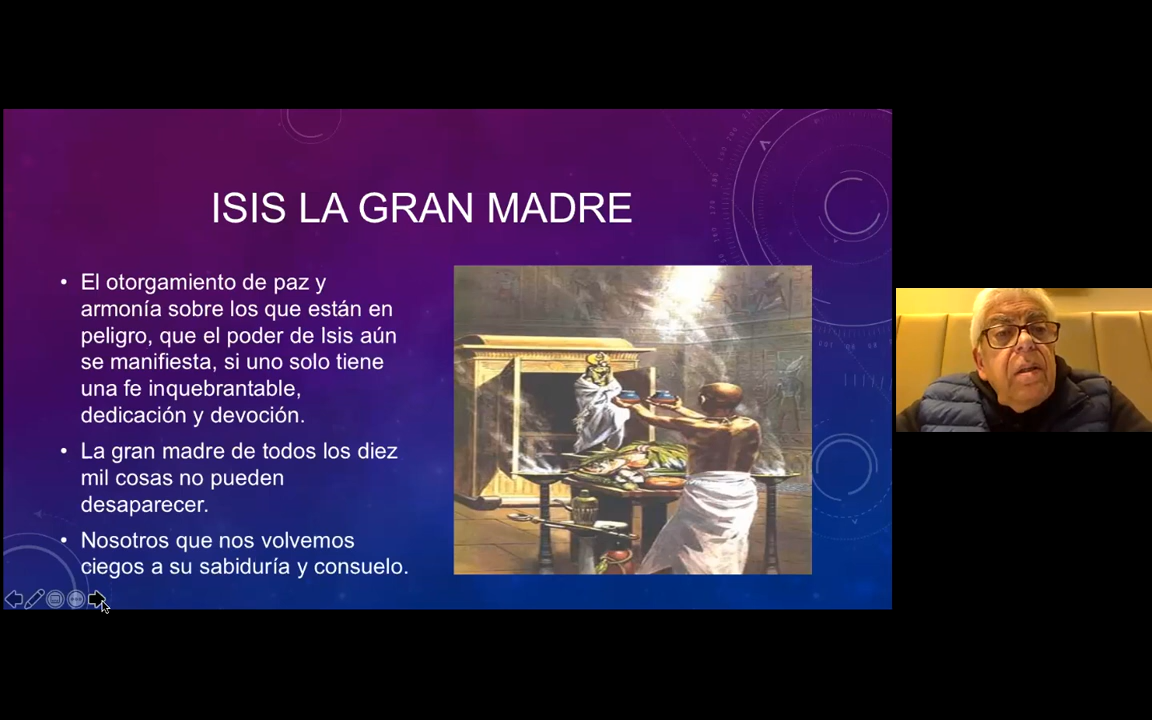 ISIS LA GRAN MADRE
• El otorgamiento de paz y
armonía sobre los que están en
peligro, que el poder de Isis aún
se manifiesta, si uno solo tiene
una fe inquebrantable,
dedicación y devoción.
• La gran madre de todos los diez
mil cosas no pueden
desaparecer.
• Nosotros que nos volvemos
ciegos a su sabiduría y consuelo.